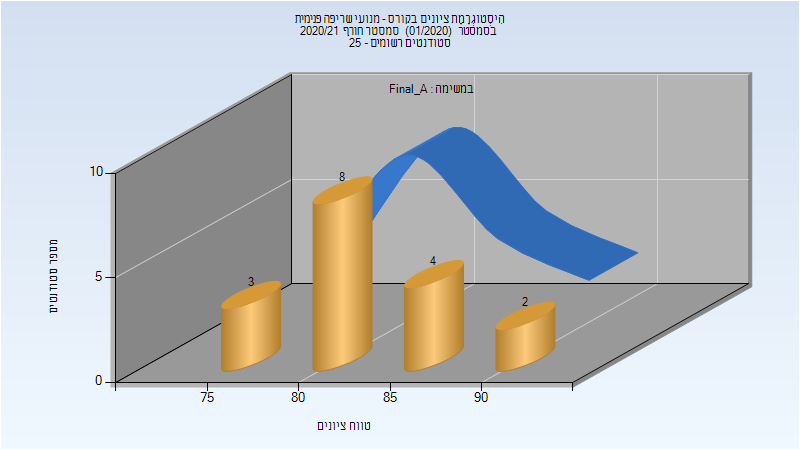 היסטוגרמת ציונים בקורס - מנועי שריפה פנימית
בסמסטר (01/2020) סמסטר חורף 2020/21
סטודנטים רשומים - 25
במשימה : Final_A
10
5
0
מספר סטודנטים
3
8
4
2
75
80
85
90
טווח ציונים